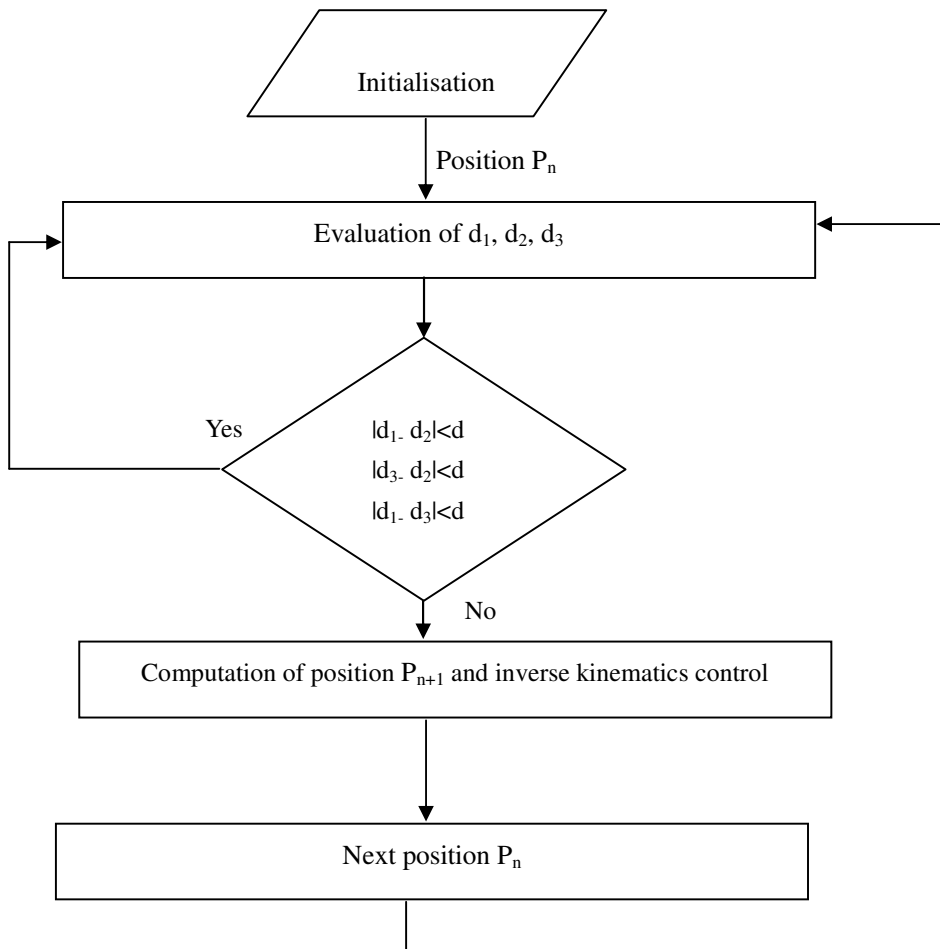 Initialisation
Position Pₙ
Evaluation of d₁, d₂, d₃
Yes
|d₁₋ d₂|<d
|d₃₋ d₂|<d
|d₁₋ d₃|<d
No
Computation of position Pₙ₊₁ and inverse kinematics control
Next position Pₙ